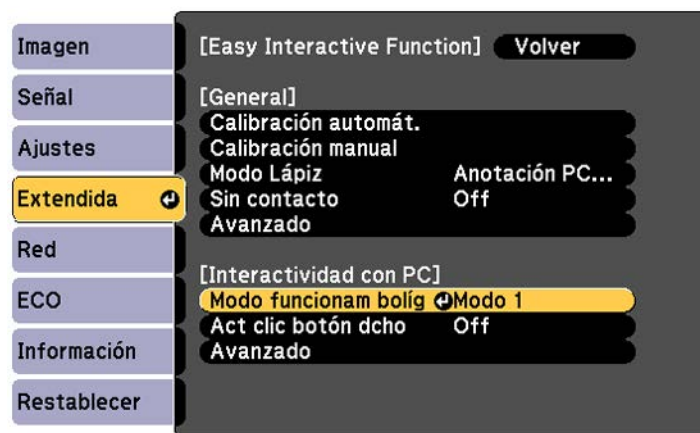 Imagen
Señal
Ajustes
Extendida
Red
ECO
Información
Restablecer
[Easy Interactive Function] Volver
[General]
Calibración automát.
Calibración manual
Modo Lápiz Anotación PC...
Sin contacto Off
Avanzado
[Interactividad con PC]
Modo funcionam bolíg Modo 1
Act clic botón dcho Off
Avanzado